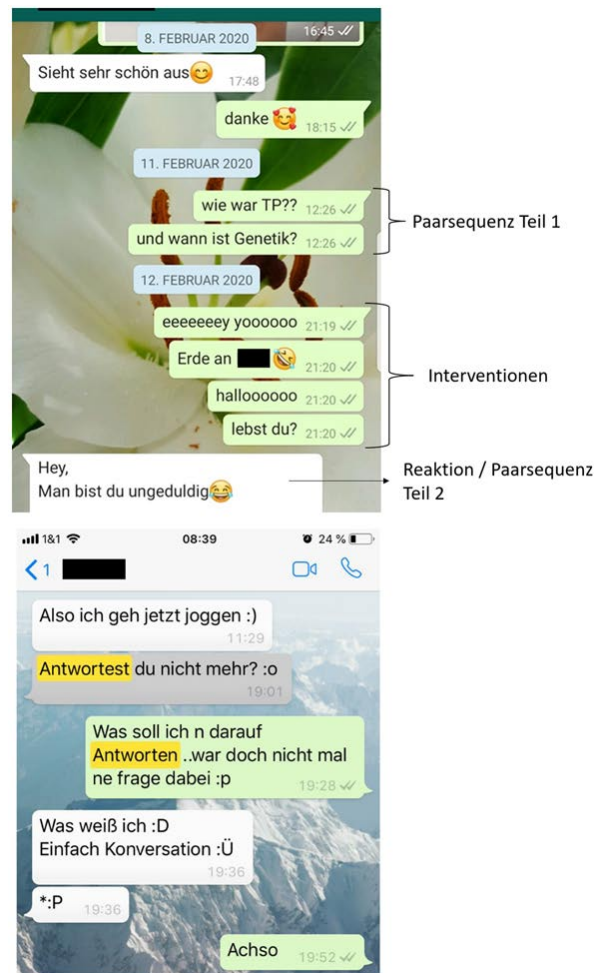 16:45
8. FEBRUAR 2020
Sieht sehr schön aus😊 17:48
danke 🥰 18:15
11. FEBRUAR 2020
wie war TP?? 12:26
und wann ist Genetik? 12:26
Paarsequenz Teil 1
12. FEBRUAR 2020
eeeeeeey yoooooo 21:19
Erde an 🤣 21:20
halloooooo 21:20
lebst du? 21:20
Interventionen
Hey,
Man bist du ungeduldig😂
Reaktion / Paarsequenz
Teil 2
1&1 08:39 24 %
1
Also ich geh jetzt joggen :)
11:29
Antwortest du nicht mehr? :o
19:01
Was soll ich n darauf
Antworten ..war doch nicht mal
ne frage dabei :p
19:28
Was weiß ich :D
Einfach Konversation :Ü
19:36
*:P 19:36
Achso 19:52